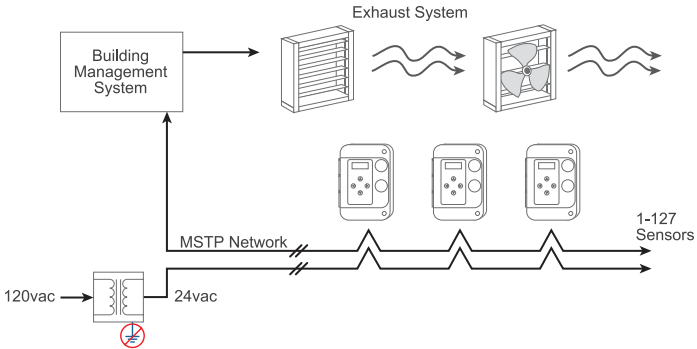 Exhaust System
Building
Management
System
MSTP Network
1-127
Sensors
120vac
24vac